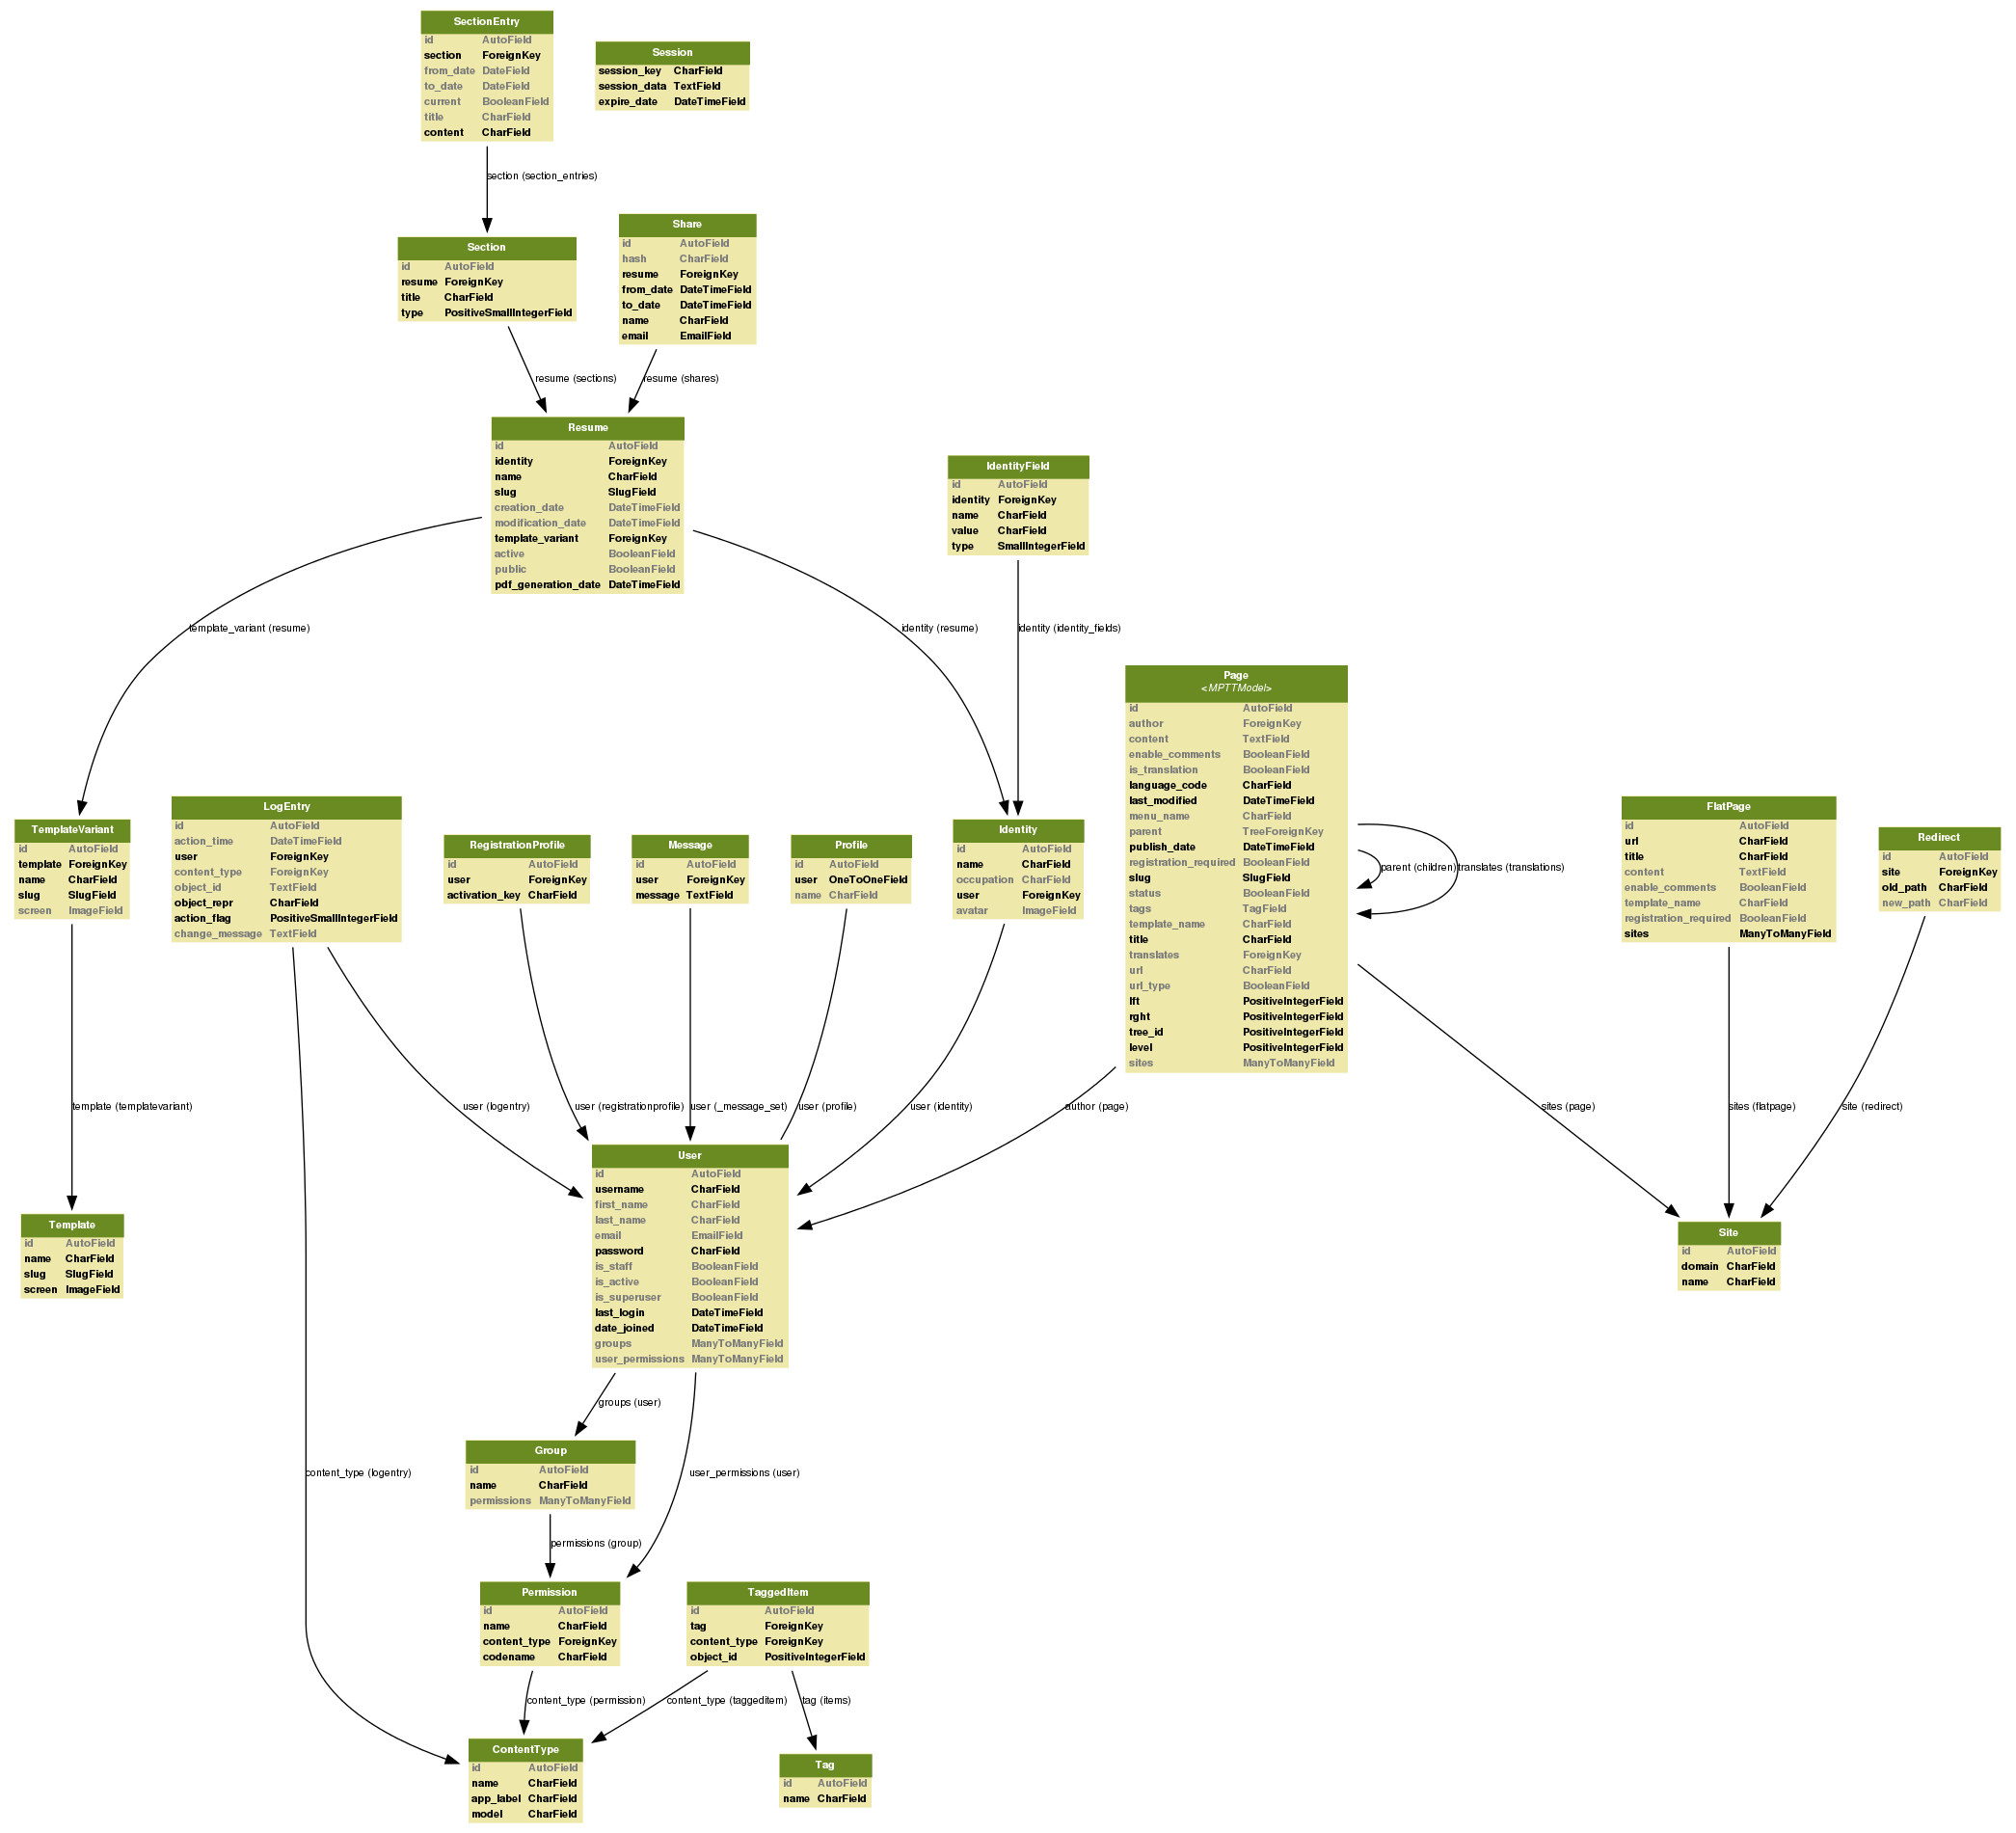 SectionEntry
id AutoField
section ForeignKey
from_date DateField
to_date DateField
current BooleanField
title CharField
content CharField
Session
session_key CharField
session_data TextField
expire_date DateTimeField
section (section_entries)
Section
id AutoField
resume ForeignKey
title CharField
type PositiveSmallIntegerField
Share
id AutoField
hash CharField
resume ForeignKey
from_date DateTimeField
to_date DateTimeField
name CharField
email EmailField
resume (sections)
resume (shares)
Resume
id AutoField
identity ForeignKey
name CharField
slug SlugField
creation_date DateTimeField
modification_date DateTimeField
template_variant ForeignKey
active BooleanField
public BooleanField
pdf_generation_date DateTimeField
IdentityField
id AutoField
identity ForeignKey
name CharField
value CharField
type SmallIntegerField
template_variant (resume)
identity (resume)
identity (identity_fields)
Page
<MPTTModel>
id AutoField
author ForeignKey
content TextField
enable_comments BooleanField
is_translation BooleanField
language_code CharField
last_modified DateTimeField
menu_name CharField
parent TreeForeignKey
publish_date DateTimeField
registration_required BooleanField
slug SlugField
status BooleanField
tags TagField
template_name CharField
title CharField
translates ForeignKey
url CharField
url_type BooleanField
lft PositiveIntegerField
rght PositiveIntegerField
tree_id PositiveIntegerField
level PositiveIntegerField
sites ManyToManyField
parent (children)
translates (translations)
TemplateVariant
id AutoField
template ForeignKey
name CharField
slug SlugField
screen ImageField
LogEntry
id AutoField
action_time DateTimeField
user ForeignKey
content_type ForeignKey
object_id TextField
object_repr CharField
action_flag PositiveSmallIntegerField
change_message TextField
RegistrationProfile
id AutoField
user ForeignKey
activation_key CharField
Message
id AutoField
user ForeignKey
message TextField
Profile
id AutoField
user OneToOneField
name CharField
Identity
id AutoField
name CharField
occupation CharField
user ForeignKey
avatar ImageField
FlatPage
id AutoField
url CharField
title CharField
content TextField
enable_comments BooleanField
template_name CharField
registration_required BooleanField
sites ManyToManyField
Redirect
id AutoField
site ForeignKey
old_path CharField
new_path CharField
template (templatevariant)
user (logentry)
user (registrationprofile)
user (_message_set)
user (profile)
user (identity)
author (page)
sites (page)
sites (flatpage)
site (redirect)
Template
id AutoField
name CharField
slug SlugField
screen ImageField
User
id AutoField
username CharField
first_name CharField
last_name CharField
email EmailField
password CharField
is_staff BooleanField
is_active BooleanField
is_superuser BooleanField
last_login DateTimeField
date_joined DateTimeField
groups ManyToManyField
user_permissions ManyToManyField
Site
id AutoField
domain CharField
name CharField
groups (user)
content_type (logentry)
user_permissions (user)
Group
id AutoField
name CharField
permissions ManyToManyField
permissions (group)
Permission
id AutoField
name CharField
content_type ForeignKey
codename CharField
TaggedItem
id AutoField
tag ForeignKey
content_type ForeignKey
object_id PositiveIntegerField
content_type (permission)
content_type (taggeditem)
tag (items)
ContentType
id AutoField
name CharField
app_label CharField
model CharField
Tag
id AutoField
name CharField